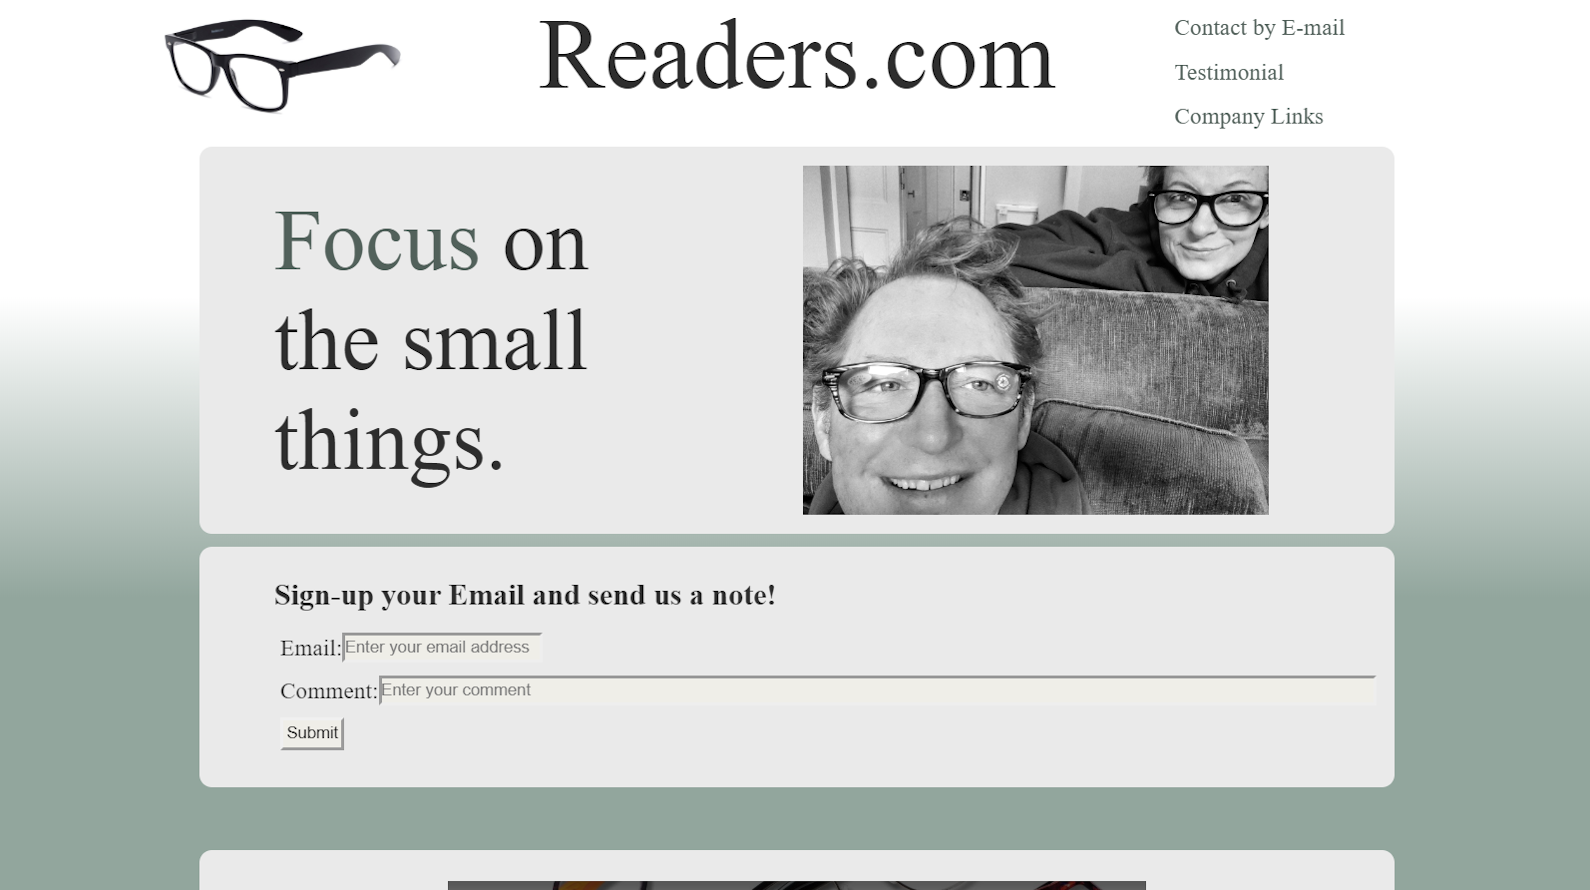 Readers.com
Contact by E-mail
Testimonial
Company Links
Focus on
the small
things.
Sign-up your Email and send us a note!
Email: Enter your email address
Comment: Enter your comment
Submit